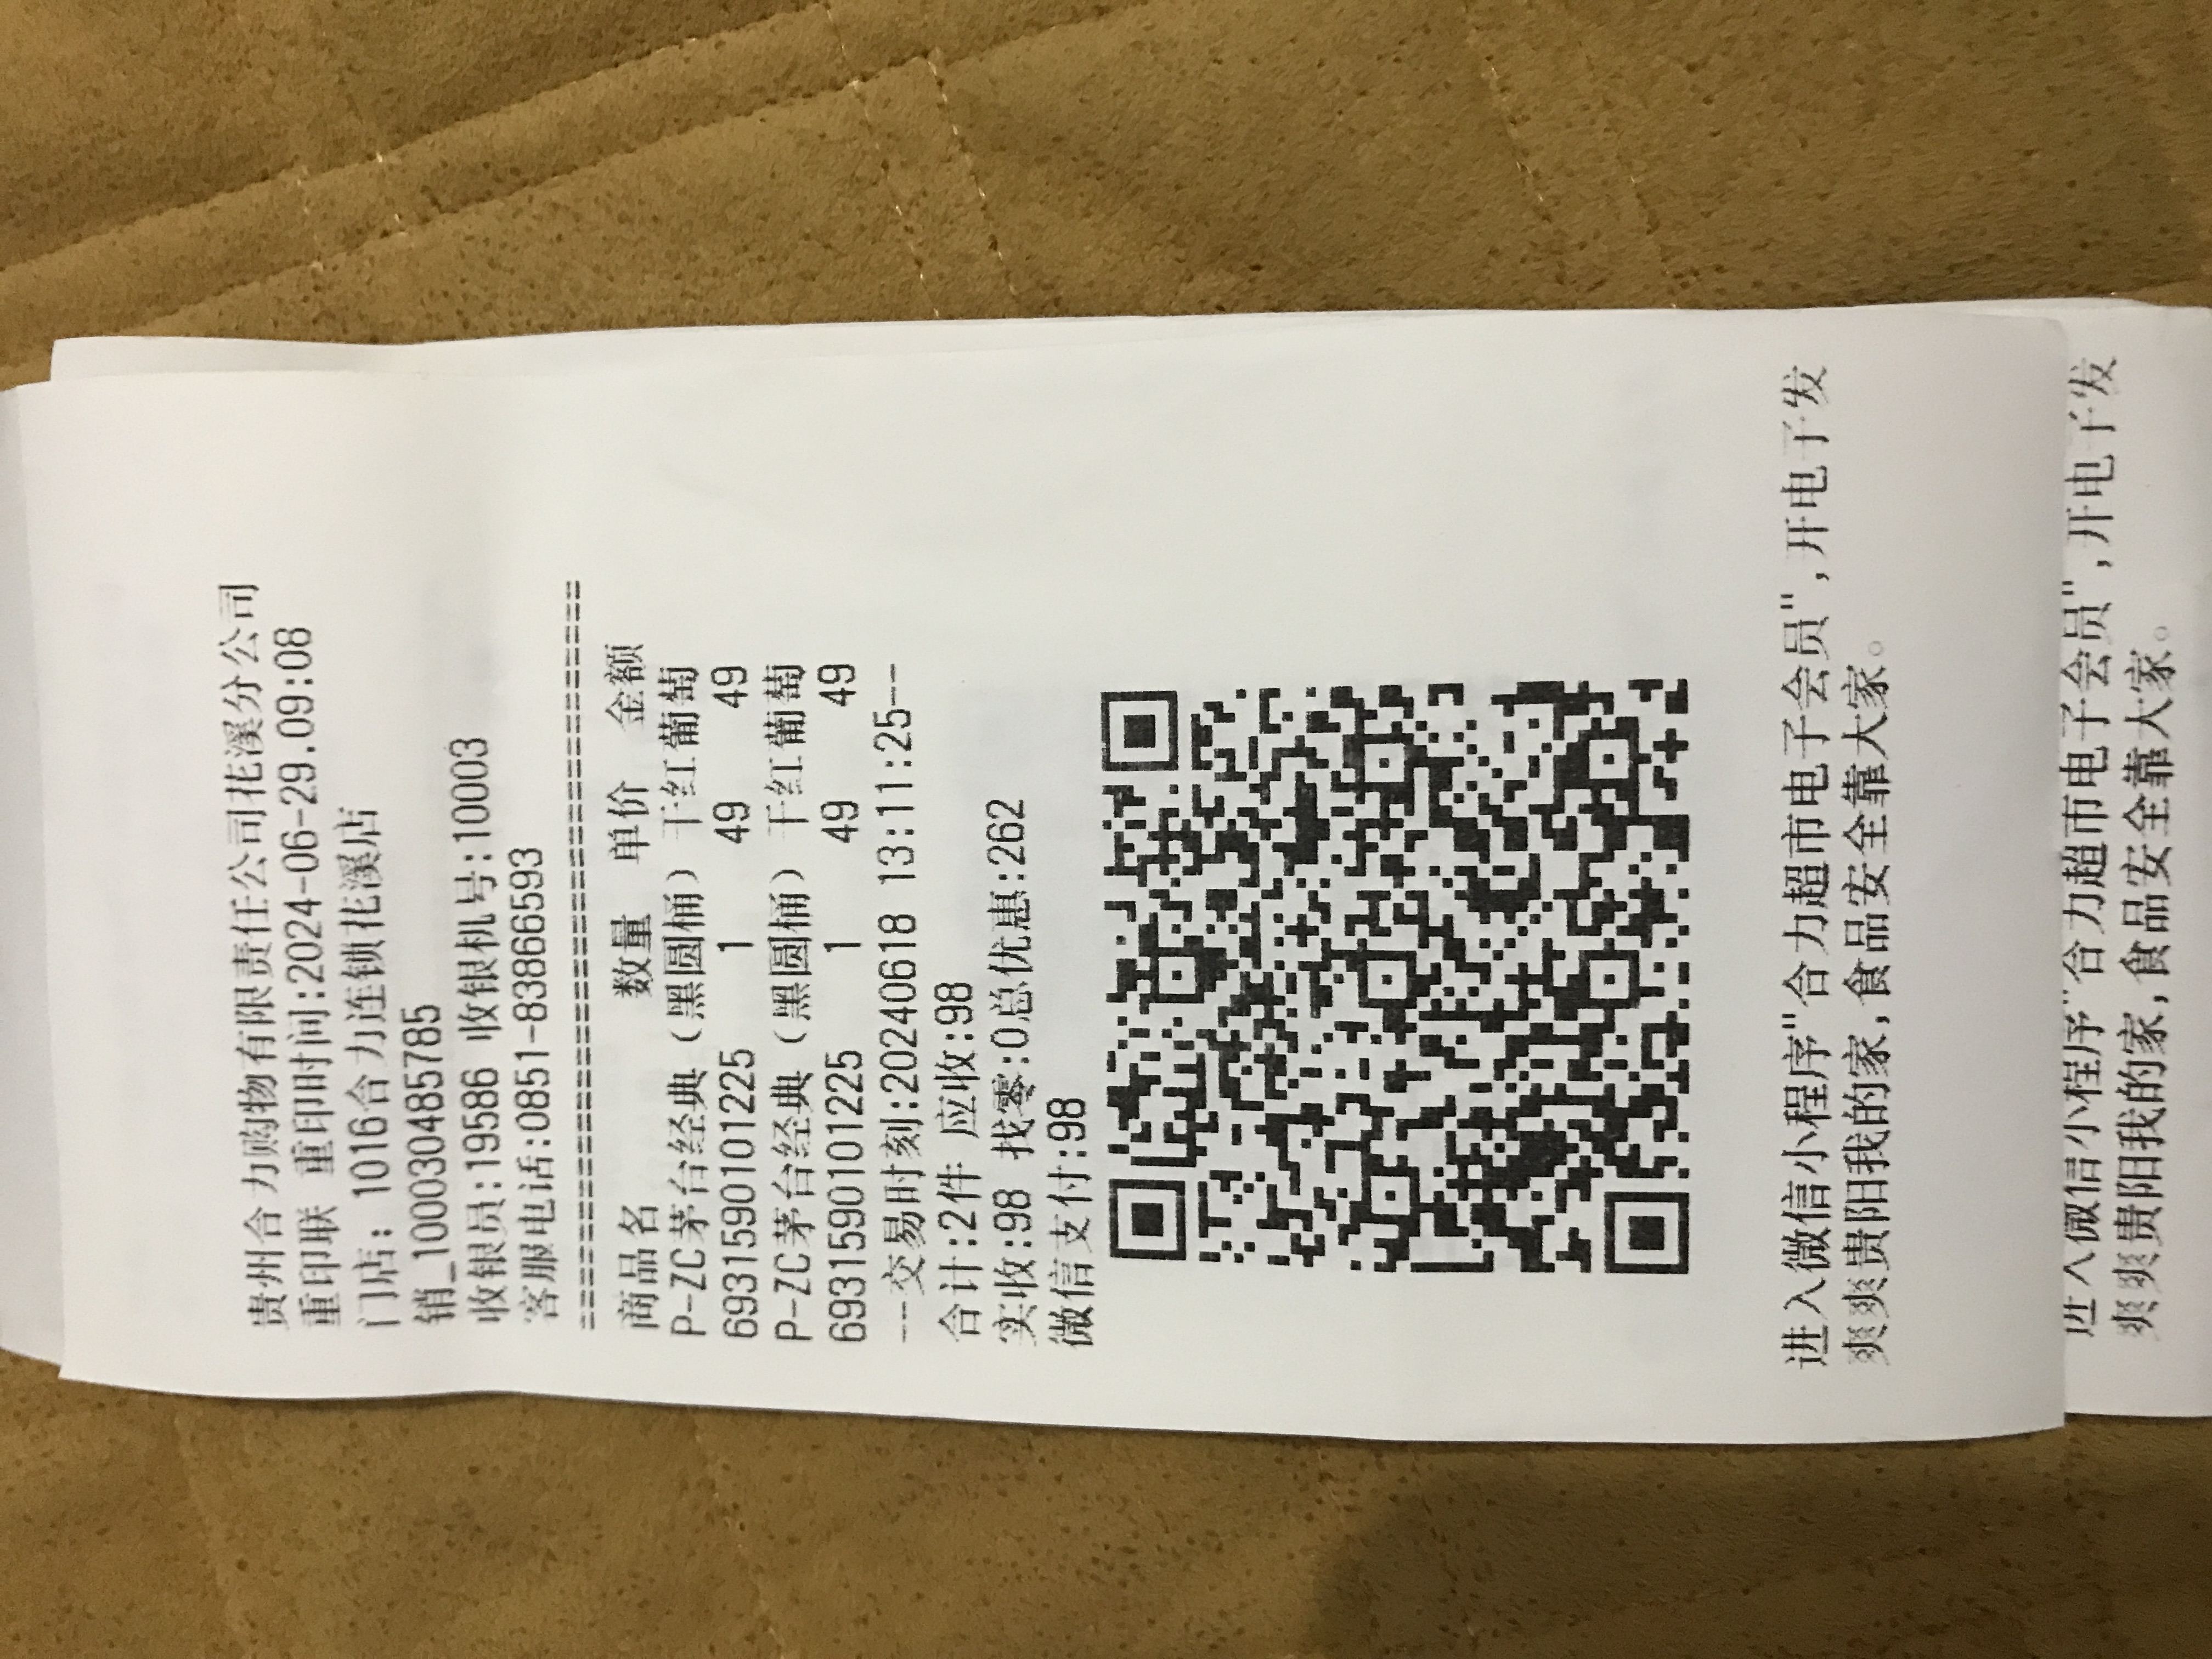 贵州合力购物有限责任公司花溪分公司
重印联 重印时间:2024-06-29.09:08
门店: 1016合力连锁花溪店
销_1000304857​85
收银员:19586 收银机号:10003
客服电话:0851-83866593
==========================================
商品名 数量 单价 金额
P-ZC茅台经典（黑圆桶）干红葡萄
6931590101225 1 49 49
P-ZC茅台经典（黑圆桶）干红葡萄
6931590101225 1 49 49
--交易时刻:20240618 13:11:25--
合计:2件 应收:98
实收:98 找零:0总优惠:262
微信支付:98
进入微信小程序"合力超市电子会员",开电子发
爽爽贵阳我的家,食品安全靠大家。
进入微信小程序"合力超市电子会员",开电子发
爽爽贵阳我的家,食品安全靠大家。